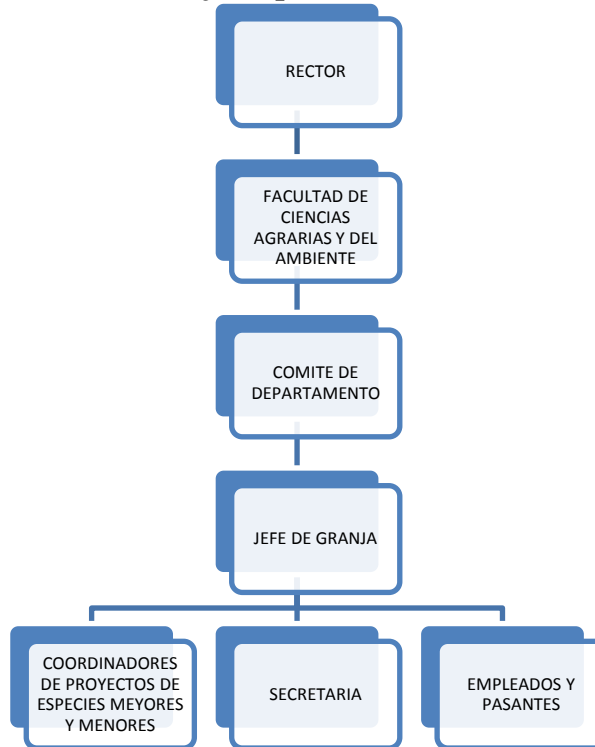 RECTOR
FACULTAD DE
CIENCIAS
AGRARIAS Y DEL
AMBIENTE
COMITE DE
DEPARTAMENTO
JEFE DE GRANJA
COORDINADORES
DE PROYECTOS DE
ESPECIES MEYORES
Y MENORES
SECRETARIA
EMPLEADOS Y
PASANTES